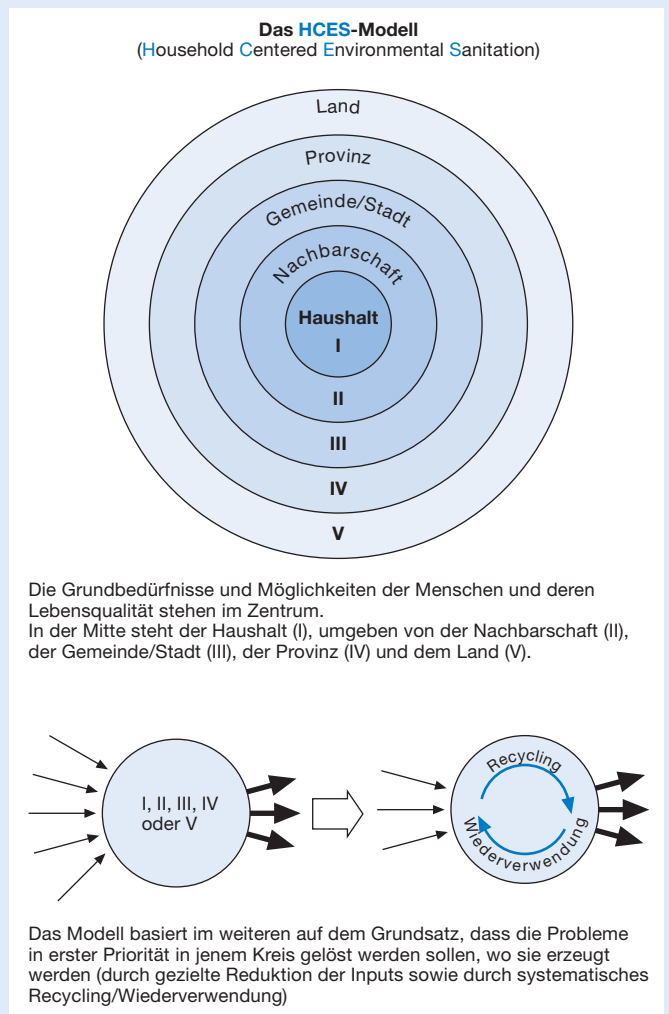 Das HCES-Modell
(Household Centered Environmental Sanitation)
Land
Provinz
Gemeinde/Stadt
Nachbarschaft
Haushalt
I
II
III
IV
V
Die Grundbedürfnisse und Möglichkeiten der Menschen und deren
Lebensqualität stehen im Zentrum.
In der Mitte steht der Haushalt (I), umgeben von der Nachbarschaft (II),
der Gemeinde/Stadt (III), der Provinz (IV) und dem Land (V).
I, II, III, IV
oder V
Recycling
Wiederverwendung
Das Modell basiert im weiteren auf dem Grundsatz, dass die Probleme
in erster Priorität in jenem Kreis gelöst werden sollen, wo sie erzeugt
werden (durch gezielte Reduktion der Inputs sowie durch systematisches
Recycling/Wiederverwendung)